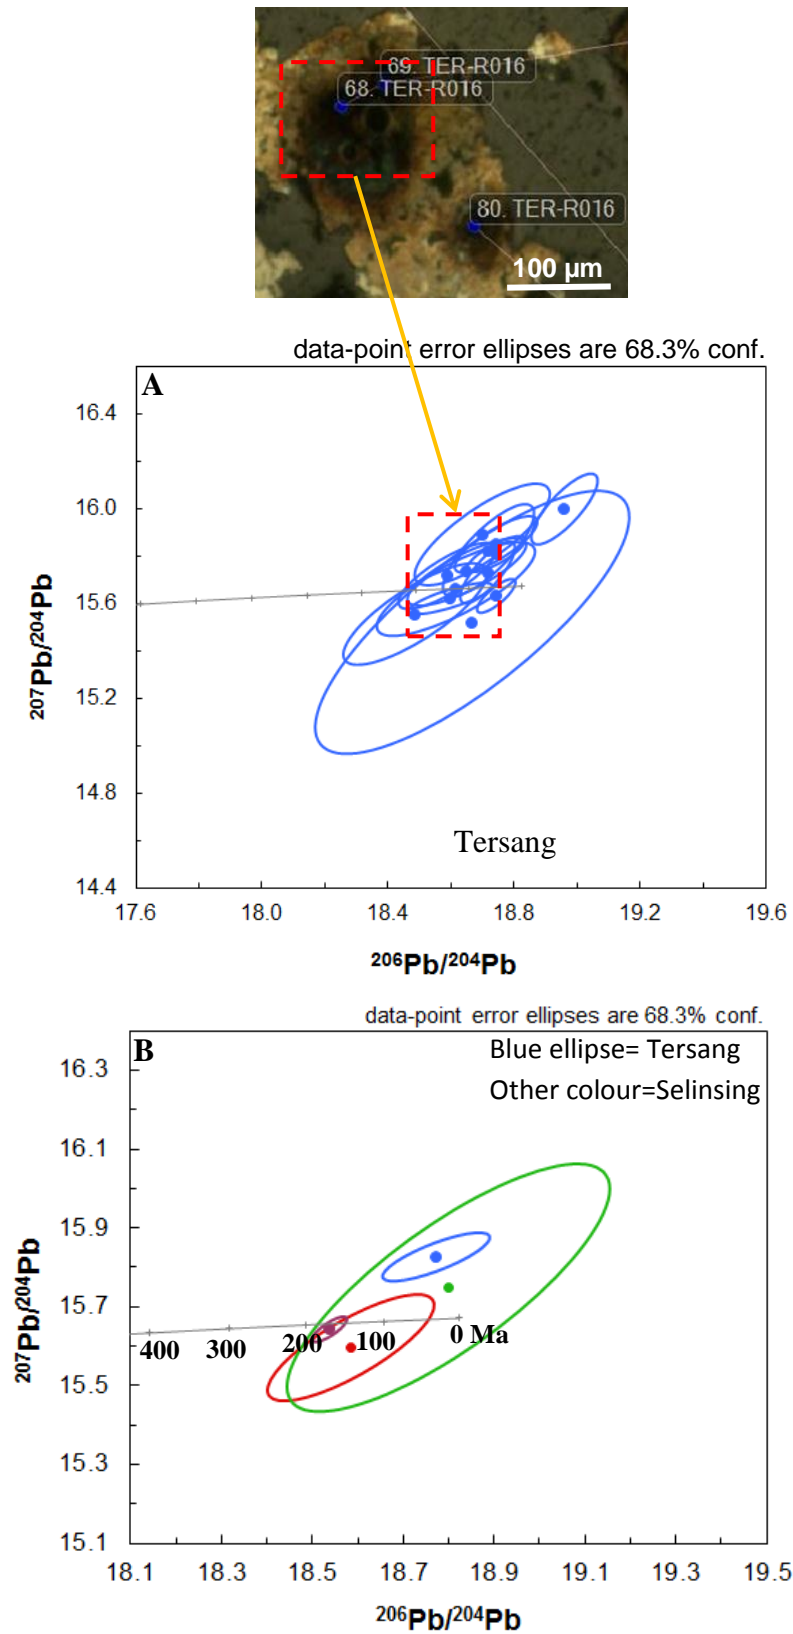 69. TER-R016
68. TER-R016
80. TER-R016
100 µm
data-point error ellipses are 68.3% conf.
A
16.4
16.0
15.6
15.2
14.8
14.4
²⁰⁷Pb/²⁰⁴Pb
Tersang
17.6 18.0 18.4 18.8 19.2 19.6
²⁰⁶Pb/²⁰⁴Pb
data-point error ellipses are 68.3% conf.
B
Blue ellipse= Tersang
Other colour=Selinsing
16.3
16.1
15.9
15.7
15.5
15.3
15.1
²⁰⁷Pb/²⁰⁴Pb
400 300 200 100 0 Ma
18.1 18.3 18.5 18.7 18.9 19.1 19.3 19.5
²⁰⁶Pb/²⁰⁴Pb